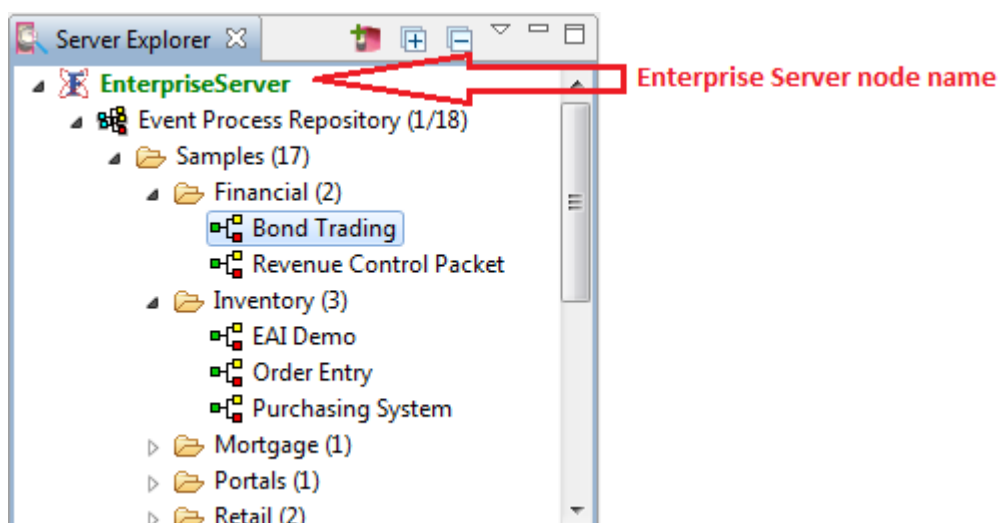 Server Explorer
EnterpriseServer
Enterprise Server node name
Event Process Repository (1/18)
Samples (17)
Financial (2)
Bond Trading
Revenue Control Packet
Inventory (3)
EAI Demo
Order Entry
Purchasing System
Mortgage (1)
Portals (1)
Retail (2)